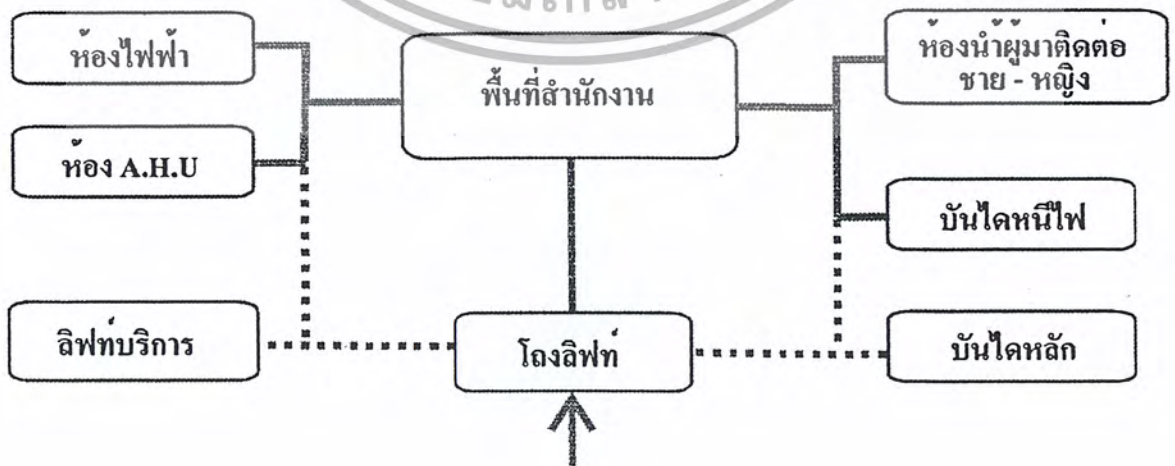 ห้องไฟฟ้า
พื้นที่สำนักงาน
ห้องน้ำผู้มาติดต่อ
ชาย - หญิง
ห้อง A.H.U
บันไดหนีไฟ
ลิฟท์บริการ
โถงลิฟท์
บันไดหลัก